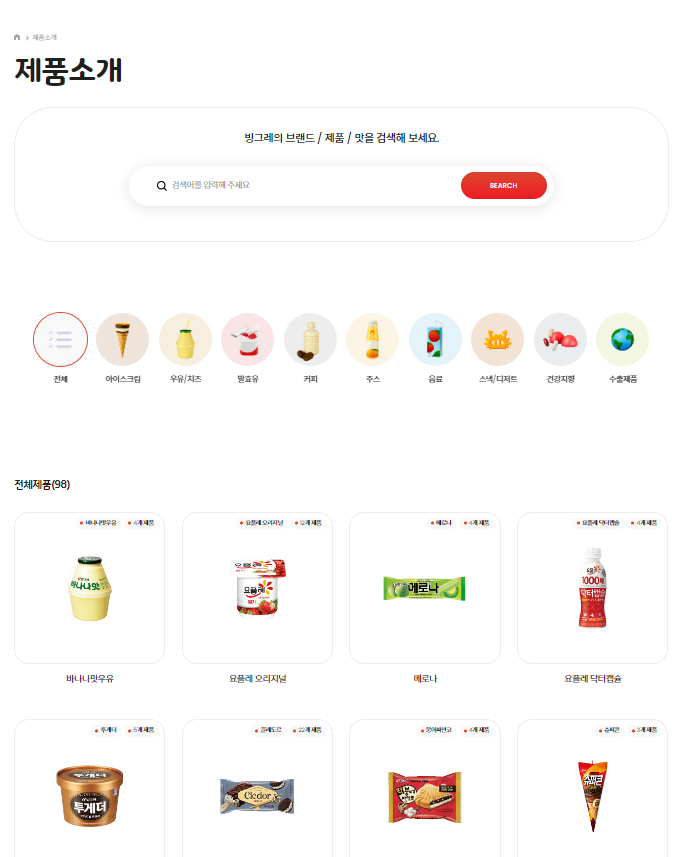 제품소개
제품소개
빙그레의 브랜드 / 제품 / 맛을 검색해 보세요.
검색어를 입력해 주세요
SEARCH
전체
아이스크림
우유/치즈
발효유
커피
주스
음료
스낵/디저트
건강지향
수출제품
전체제품(98)
바나나맛우유 4개 제품
요플레 오리지널 12개 제품
메로나 4개 제품
요플레 닥터캡슐 4개 제품
바나나맛
요플레
요플레
메로나
요플레
1000억
닥터캡슐
바나나맛우유
요플레 오리지널
메로나
요플레 닥터캡슐
투게더 5개 제품
끌레도르 22개 제품
붕어싸만코 4개 제품
슈퍼콘 3개 제품
투게더
투게더
Cledor
슈퍼콘